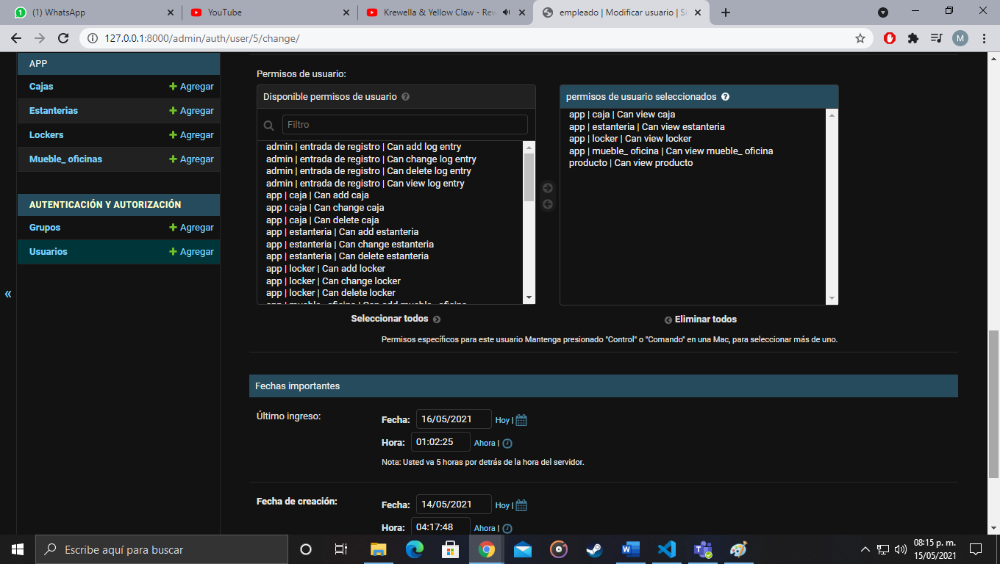 (1) WhatsApp
YouTube
Krewella & Yellow Claw - Rew
empleado | Modificar usuario | Si
127.0.0.1:8000/admin/auth/user/5/change/
M
APP
Cajas + Agregar
Estanterias + Agregar
Lockers + Agregar
Mueble_ oficinas + Agregar
AUTENTICACIÓN Y AUTORIZACIÓN
Grupos + Agregar
Usuarios + Agregar
«
Permisos de usuario:
Disponible permisos de usuario ?
Filtro
admin | entrada de registro | Can add log entry
admin | entrada de registro | Can change log entry
admin | entrada de registro | Can delete log entry
admin | entrada de registro | Can view log entry
app | caja | Can add caja
app | caja | Can change caja
app | caja | Can delete caja
app | estanteria | Can add estanteria
app | estanteria | Can change estanteria
app | estanteria | Can delete estanteria
app | locker | Can add locker
app | locker | Can change locker
app | locker | Can delete locker
app | mueble_ oficina | Can add mueble_ oficina
Seleccionar todos
permisos de usuario seleccionados ?
app | caja | Can view caja
app | estanteria | Can view estanteria
app | locker | Can view locker
app | mueble_ oficina | Can view mueble_ oficina
producto | Can view producto
Eliminar todos
Permisos específicos para este usuario Mantenga presionado "Control" o "Comando" en una Mac, para seleccionar más de uno.
Fechas importantes
Último ingreso:
Fecha: 16/05/2021 Hoy |
Hora: 01:02:25 Ahora |
Nota: Usted va 5 horas por detrás de la hora del servidor.
Fecha de creación:
Fecha: 14/05/2021 Hoy |
Hora: 04:17:48 Ahora |
Escribe aquí para buscar
08:15 p. m.
15/05/2021